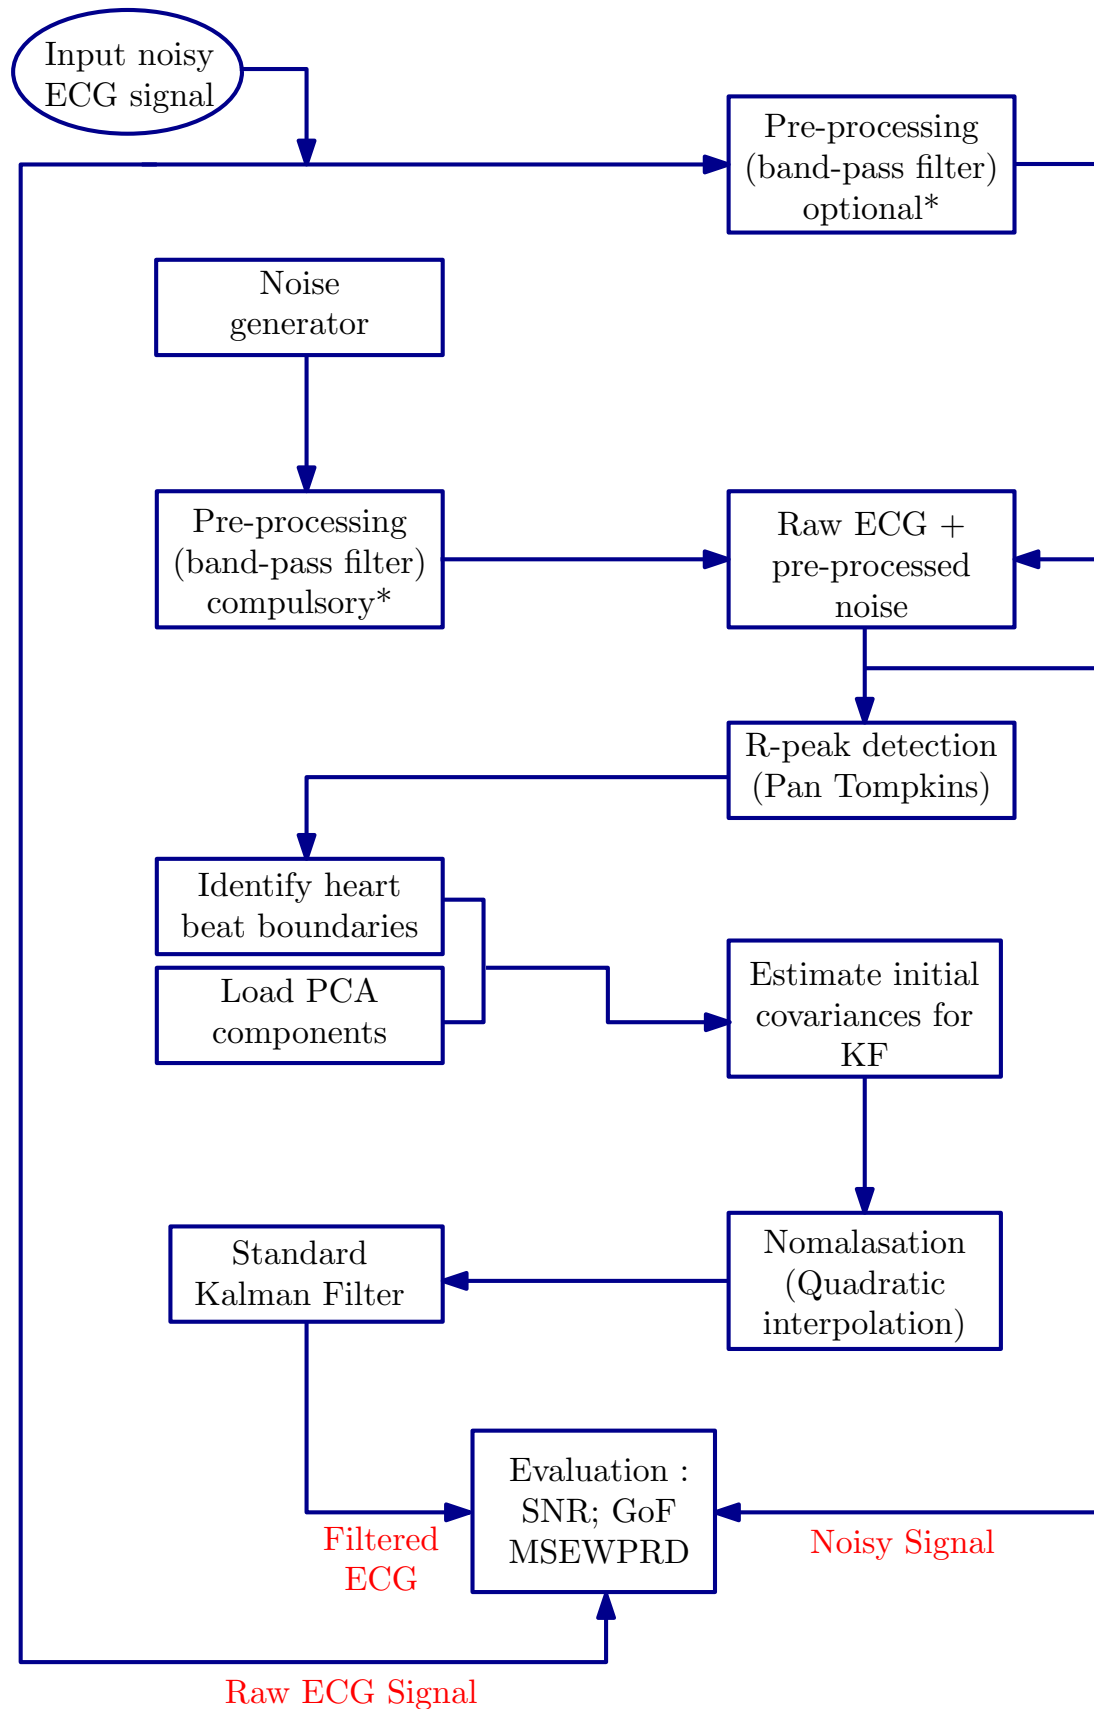 Input noisy
ECG signal
Pre-processing
(band-pass filter)
optional*
Noise
generator
Pre-processing
(band-pass filter)
compulsory*
Raw ECG +
pre-processed
noise
R-peak detection
(Pan Tompkins)
Identify heart
beat boundaries
Load PCA
components
Estimate initial
covariances for
KF
Nomalasation
(Quadratic
interpolation)
Standard
Kalman Filter
Evaluation :
SNR; GoF
MSEWPRD
Filtered
ECG
Noisy Signal
Raw ECG Signal